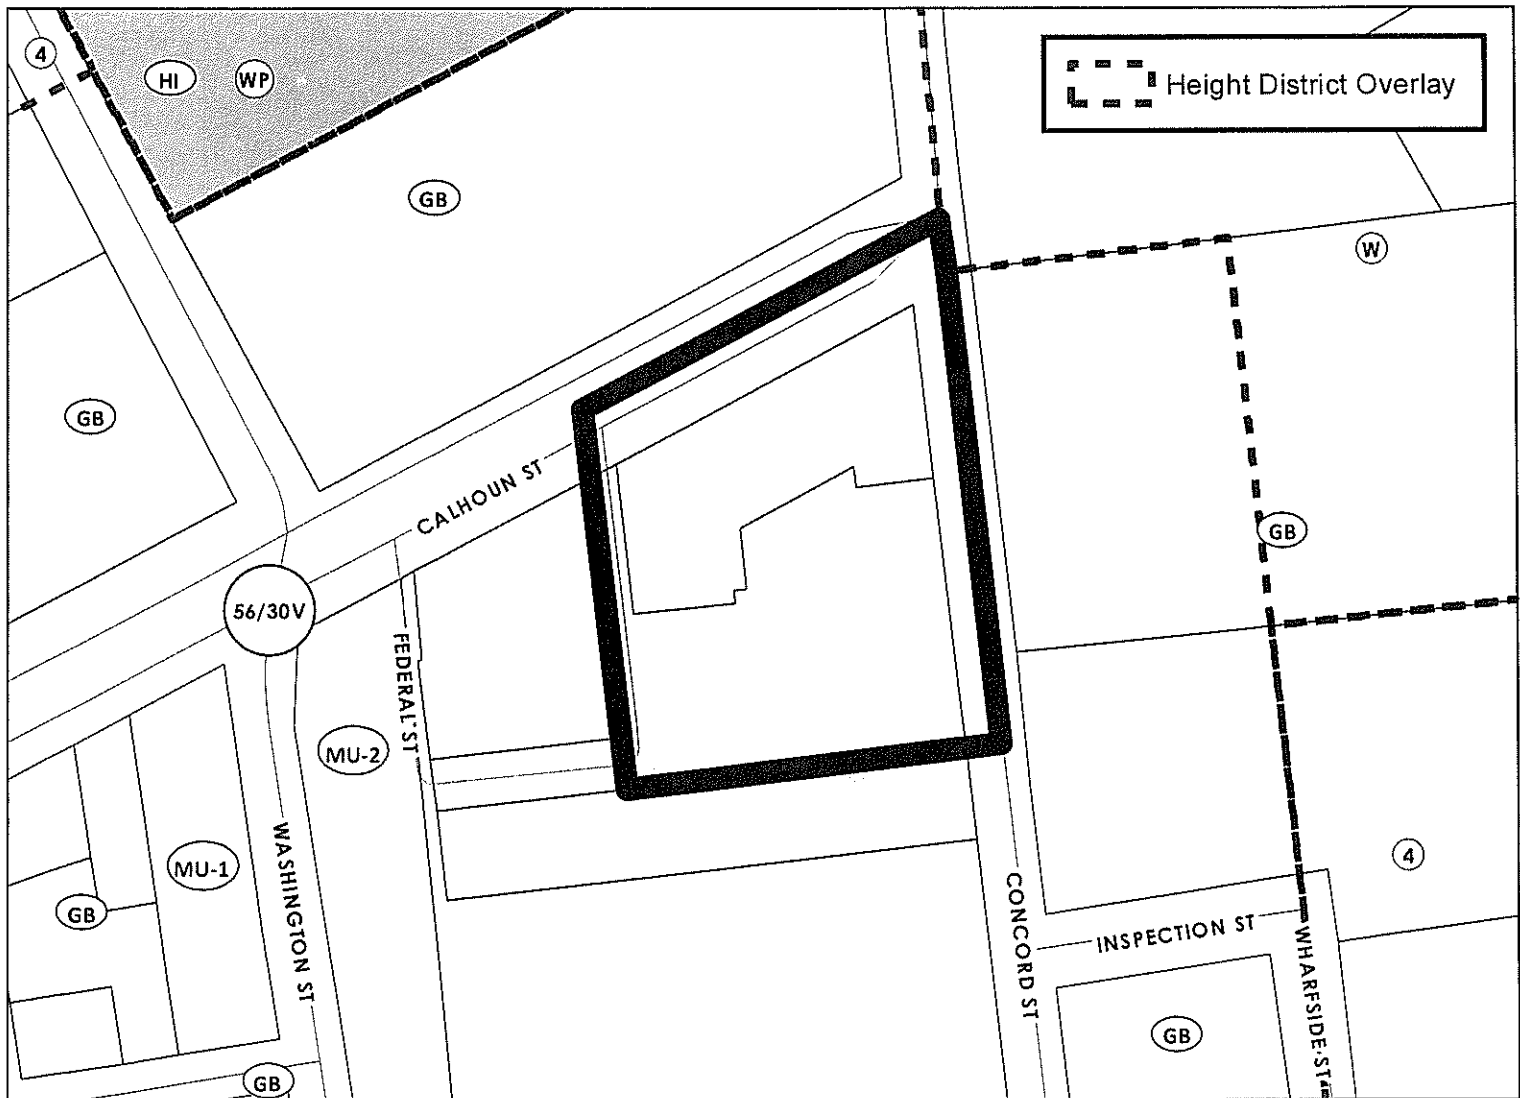 4
HI
WP
Height District Overlay
GB
W
GB
CALHOUN ST
GB
56/30V
FEDERAL ST
MU-2
WASHINGTON ST
MU-1
GB
4
CONCORD ST
INSPECTION ST
WHARFSIDE ST
GB
GB